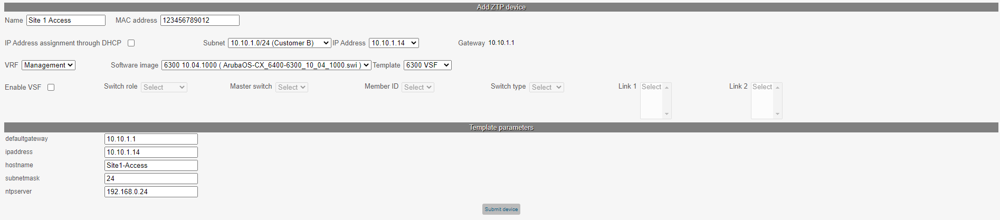 Add ZTP device
Name Site 1 Access MAC address 123456789012
IP Address assignment through DHCP Subnet 10.10.1.0/24 (Customer B) IP Address 10.10.1.14 Gateway 10.10.1.1
VRF Management Software image 6300 10.04.1000 ( ArubaOS-CX_6400-6300_10_04_1000.swi ) Template 6300 VSF
Enable VSF Switch role Select Master switch Select Member ID Select Switch type Select Link 1 Select Link 2 Select
Template parameters
defaultgateway 10.10.1.1
ipaddress 10.10.1.14
hostname Site1-Access
subnetmask 24
ntpserver 192.168.0.24
Submit device